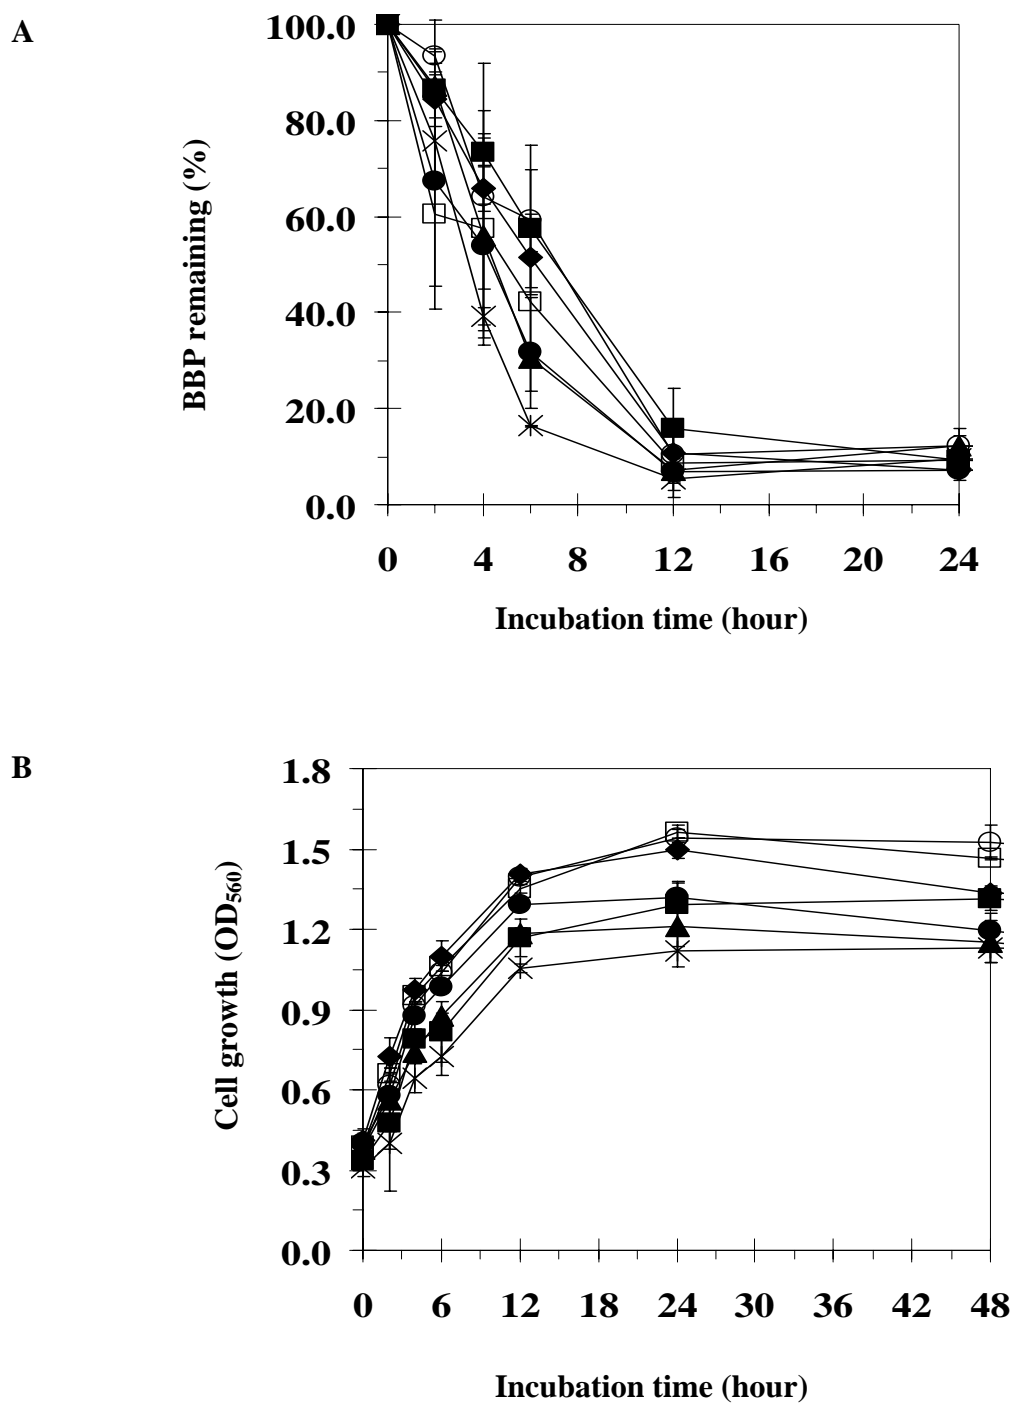 A
100.0
80.0
60.0
40.0
20.0
0.0
BBP remaining (%)
0 4 8 12 16 20 24
Incubation time (hour)
B
1.8
1.5
1.2
0.9
0.6
0.3
0.0
Cell growth (OD560)
0 6 12 18 24 30 36 42 48
Incubation time (hour)